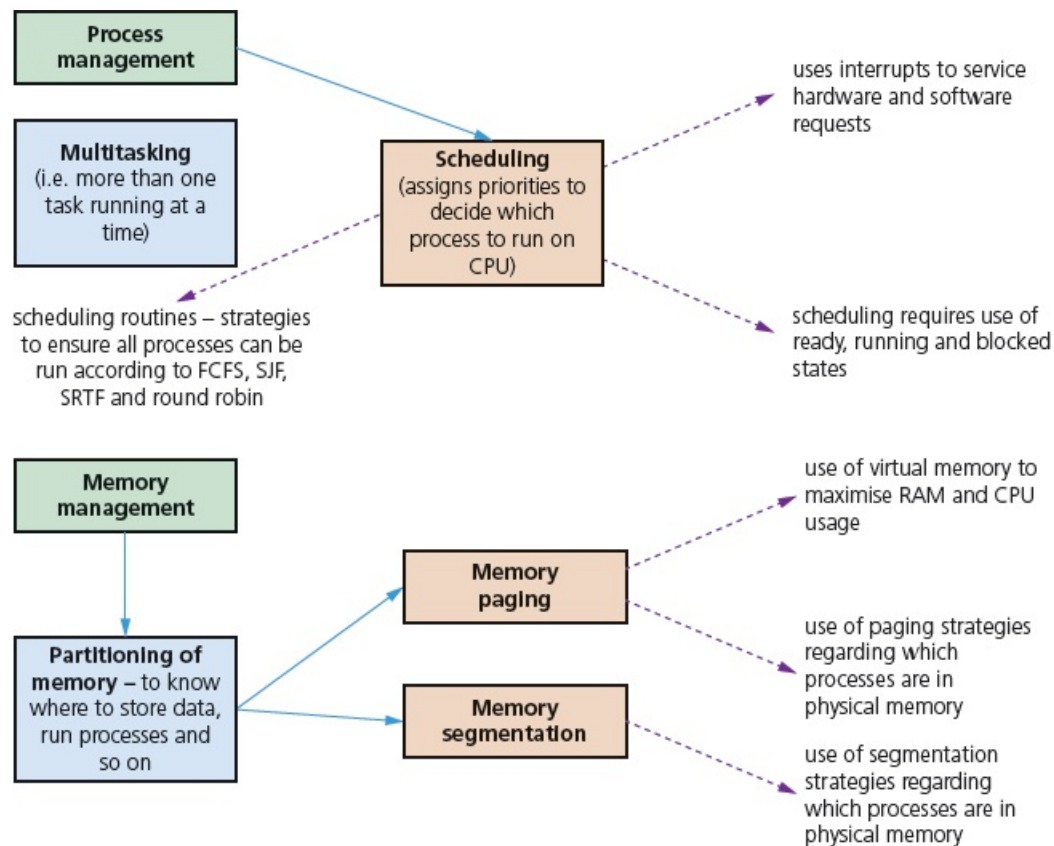 Process
management
Multitasking
(i.e. more than one
task running at a
time)
Scheduling
(assigns priorities to
decide which
process to run on
CPU)
uses interrupts to service
hardware and software
requests
scheduling routines – strategies
to ensure all processes can be
run according to FCFS, SJF,
SRTF and round robin
scheduling requires use of
ready, running and blocked
states
Memory
management
Partitioning of
memory – to know
where to store data,
run processes and
so on
Memory
paging
Memory
segmentation
use of virtual memory to
maximise RAM and CPU
usage
use of paging strategies
regarding which
processes are in
physical memory
use of segmentation
strategies regarding
which processes are in
physical memory